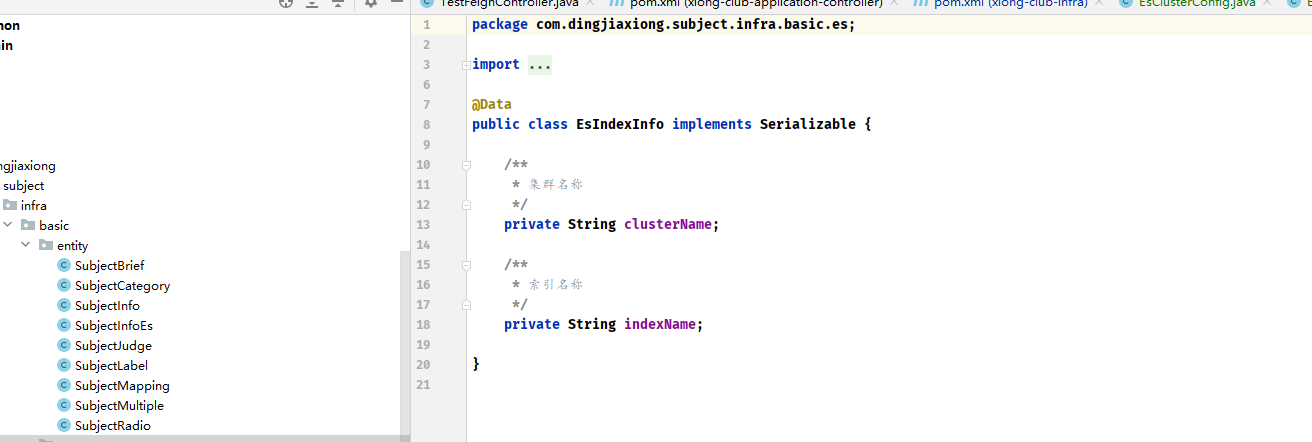 TestFeignController.java
pom.xml (xiong-club-application-controller)
pom.xml (xiong-club-infra)
EsClusterConfig.java
non
in
ngjiaxiong
subject
infra
basic
entity
SubjectBrief
SubjectCategory
SubjectInfo
SubjectInfoEs
SubjectJudge
SubjectLabel
SubjectMapping
SubjectMultiple
SubjectRadio
1 package com.dingjiaxiong.subject.infra.basic.es;
2
3 import ...
6
7 @Data
8 public class EsIndexInfo implements Serializable {
9
10 /**
11 * 集群名称
12 */
13 private String clusterName;
14
15 /**
16 * 索引名称
17 */
18 private String indexName;
19
20 }
21